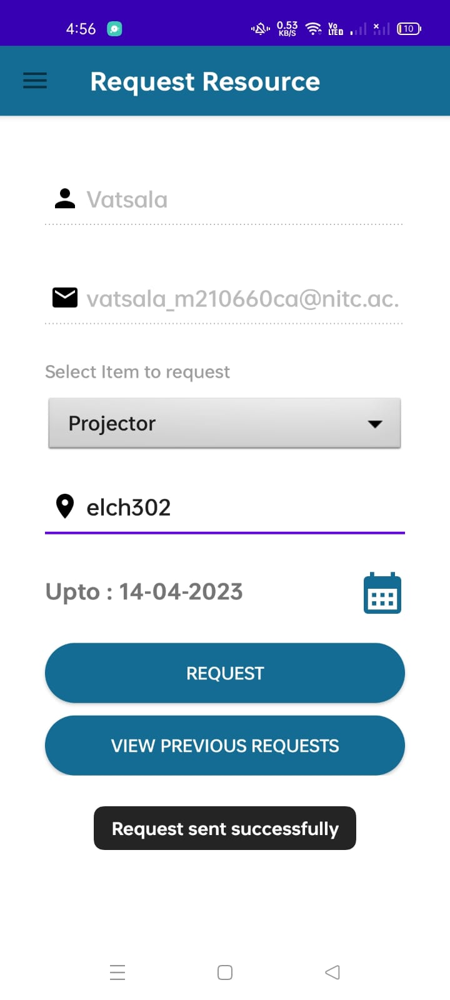 4:56 0.53 KB/S Vo LTE 10
Request Resource
Vatsala
vatsala_m210660ca@nitc.ac.
Select Item to request
Projector
elch302
Upto : 14-04-2023
REQUEST
VIEW PREVIOUS REQUESTS
Request sent successfully